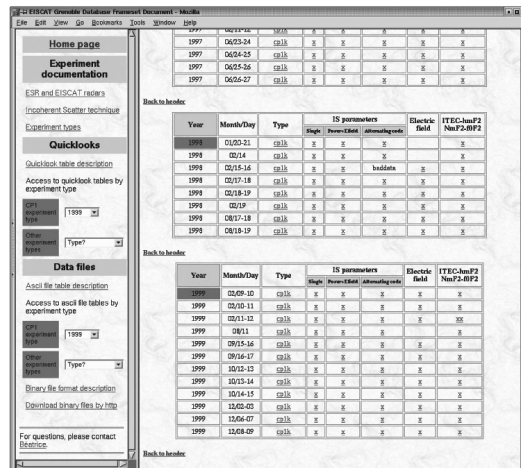 EISCAT Grenoble Database Frameset Document - Bookmarks
File Edit View Go Bookmarks Tools Window Help
Home page
Experiment
documentation
ESR and EISCAT radars
Incoherent Scatter technique
Experiment types
Quicklooks
Quicklook table description
Access to quicklook tables by
experiment type
CP1
experiment
type
1999
Other
experiment
types
Type?
Data files
Ascii file table description
Access to ascii file tables by
experiment type
CP1
experiment
type
1999
Other
experiment
types
Type?
Binary file format description
Download binary files by http
For questions, please contact
Béatrice.
1997 02/11-12 cp1k x x x x x
1997 06/23-24 cp1k x x x x x
1997 06/24-25 cp1k x x x x x
1997 06/25-26 cp1k x x x x x
1997 06/26-27 cp1k x x x x x
Back to header
Year Month/Day Type IS parameters Electric field ITEC-hmF2 NmF2-f0F2
Single Power+Efield Alternating code
1998 01/20-21 cp1k x x x x
1998 02/14 cp1k x x x x
1998 02/15-16 cp1k x x baddata x x
1998 02/17-18 cp1k x x x x x
1998 02/18-19 cp1k x x x x x
1998 02/19 cp1k x x x x
1998 08/17-18 cp1k x x x x x
1998 08/18-19 cp1k x x x x x
Back to header
Year Month/Day Type IS parameters Electric field ITEC-hmF2 NmF2-f0F2
Single Power+Efield Alternating code
1999 02/09-10 cp1k x x x x x
1999 02/10-11 cp1k x x x x x
1999 02/11-12 cp1k x x x x xx
1999 08/11 cp1k x x x x
1999 09/15-16 cp1k x x x x x
1999 09/16-17 cp1k x x x x x
1999 10/12-13 cp1k x x x x x
1999 10/13-14 cp1k x x x x x
1999 10/14-15 cp1k x x x x x
1999 12/02-03 cp1k x x x x x
1999 12/06-07 cp1k x x x x x
1999 12/08-09 cp1k x x x x x
Back to header